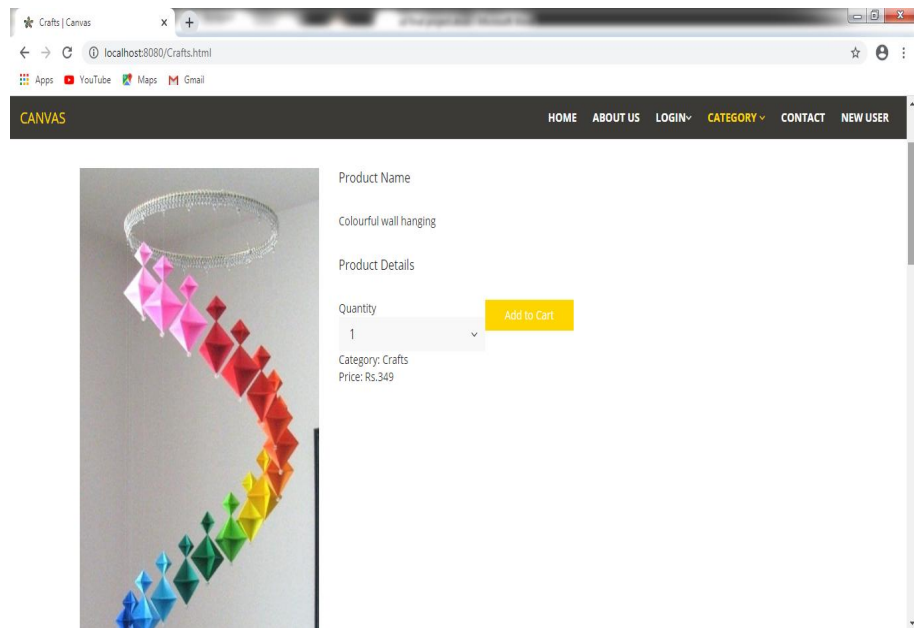 Crafts | Canvas
localhost:8080/Crafts.html
Apps YouTube Maps Gmail
CANVAS HOME ABOUT US LOGIN CATEGORY CONTACT NEW USER
Product Name
Colourful wall hanging
Product Details
Quantity
Add to Cart
1
Category: Crafts
Price: Rs.349